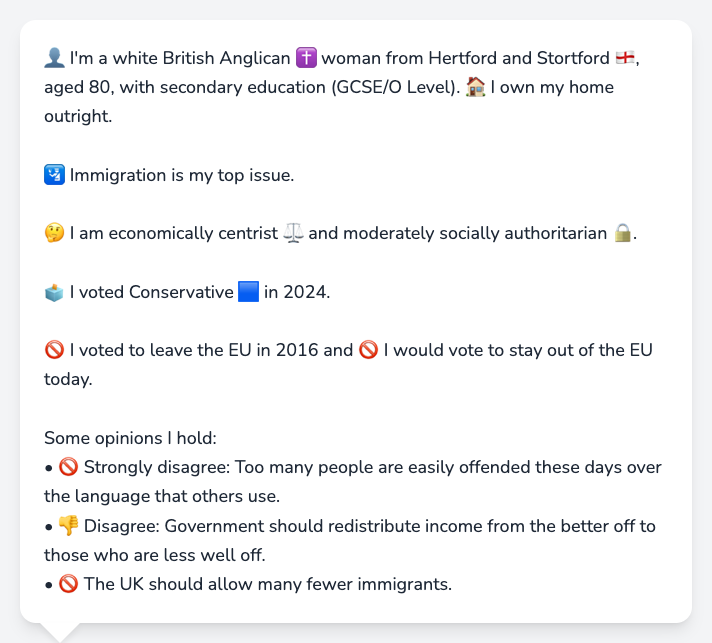 👤 I'm a white British Anglican ✝️ woman from Hertford and Stortford 🏴󠁧󠁢󠁥󠁮󠁧󠁿,
aged 80, with secondary education (GCSE/O Level). 🏠 I own my home
outright.
🛂 Immigration is my top issue.
🤔 I am economically centrist ⚖️ and moderately socially authoritarian 🔒.
🗳️ I voted Conservative 🟦 in 2024.
🚫 I voted to leave the EU in 2016 and 🚫 I would vote to stay out of the EU
today.
Some opinions I hold:
• 🚫 Strongly disagree: Too many people are easily offended these days over
the language that others use.
• 👎 Disagree: Government should redistribute income from the better off to
those who are less well off.
• 🚫 The UK should allow many fewer immigrants.